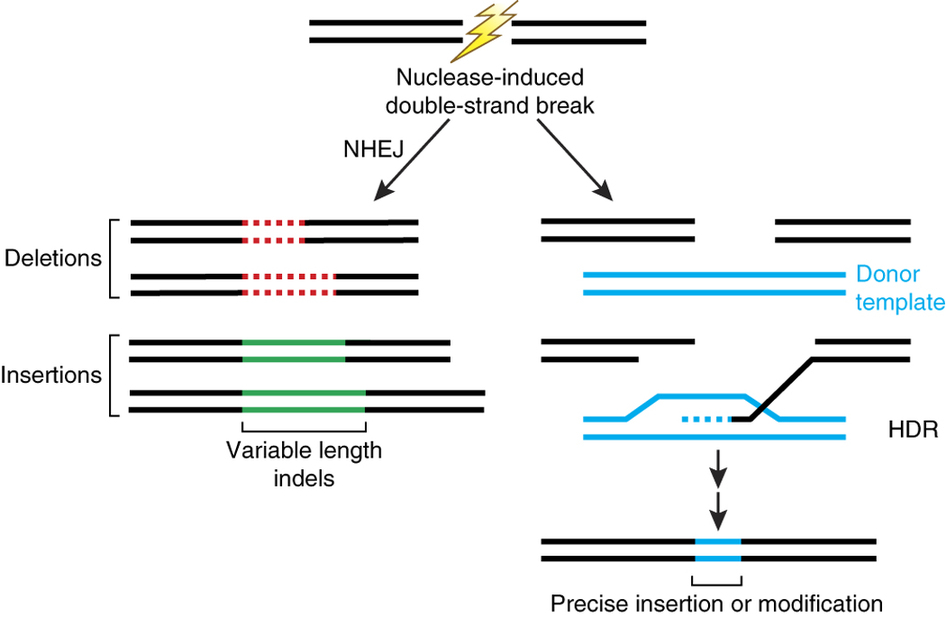 Nuclease-induced
double-strand break
NHEJ
Deletions
Donor
template
Insertions
HDR
Variable length
indels
Precise insertion or modification